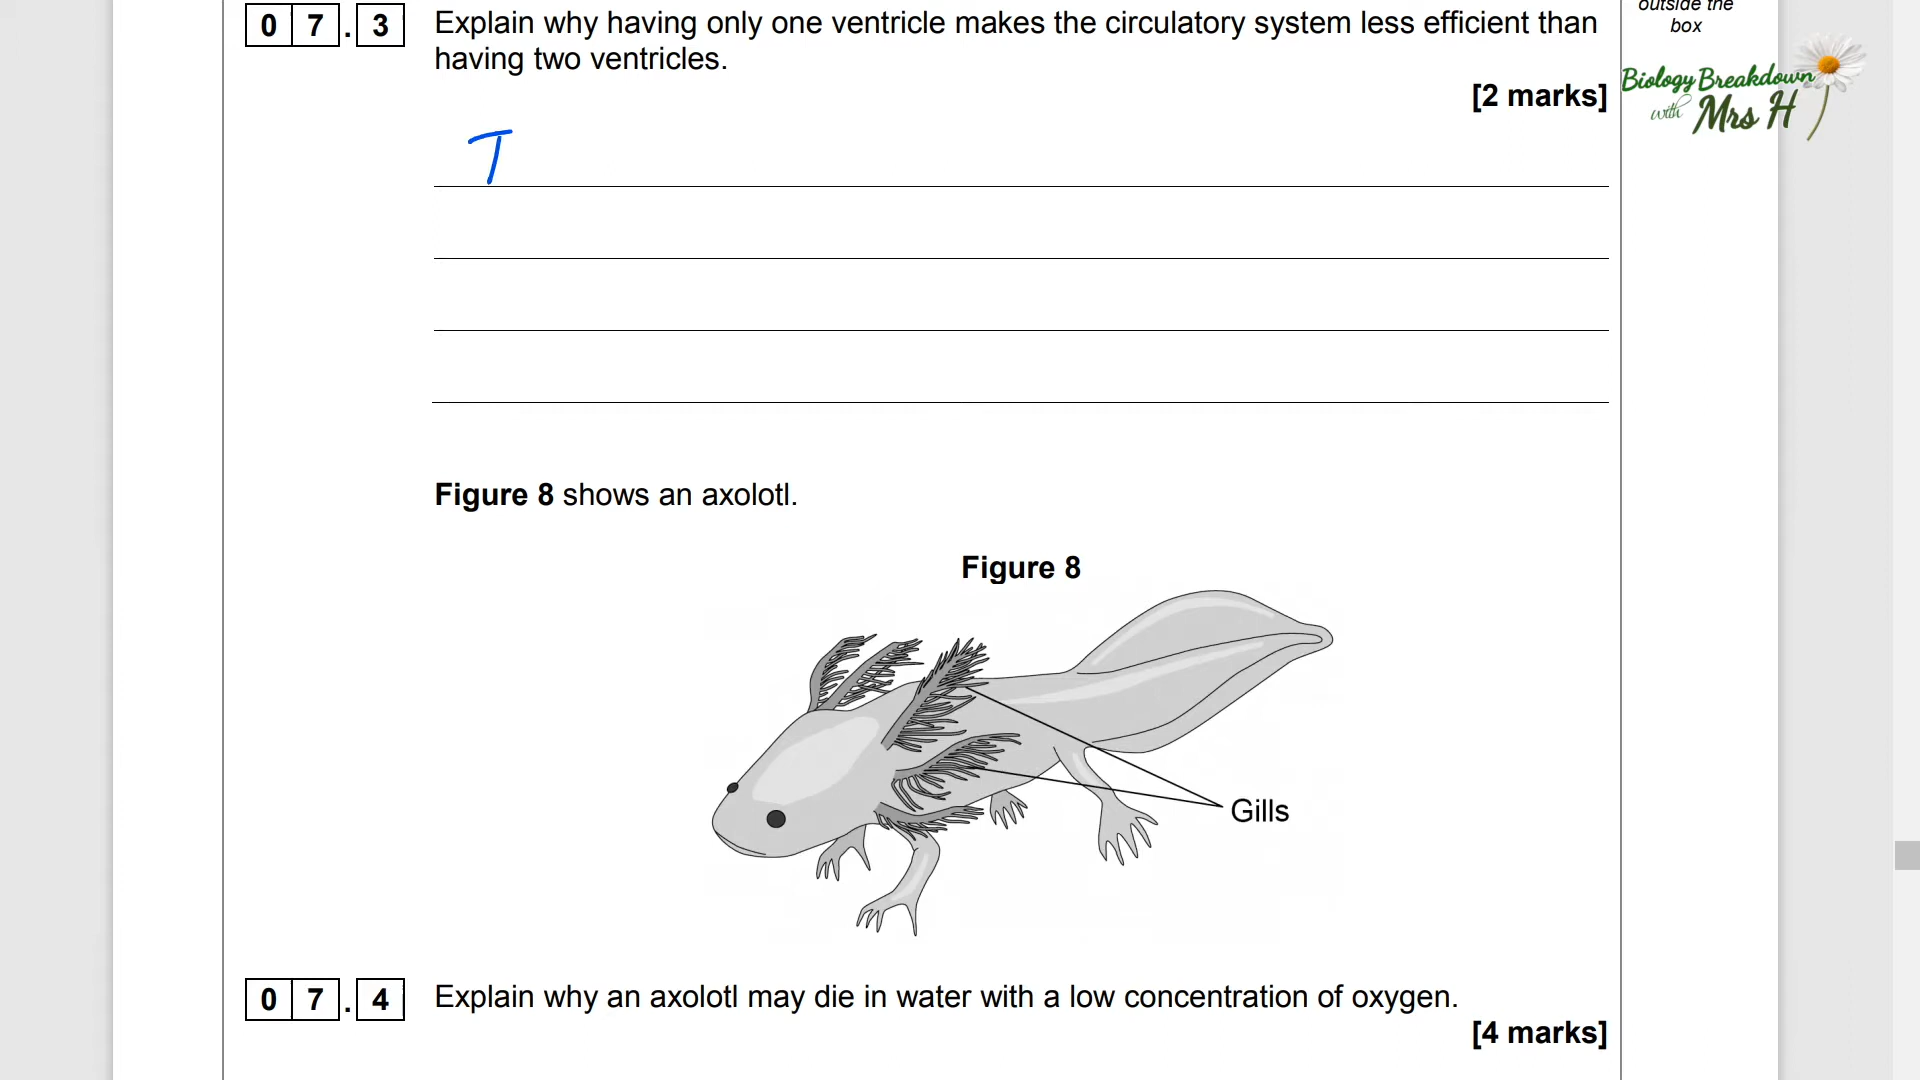 outside the
box
0 7 . 3 Explain why having only one ventricle makes the circulatory system less efficient than
having two ventricles.
[2 marks]
Biology Breakdown
with Mrs H
T
Figure 8 shows an axolotl.
Figure 8
Gills
0 7 . 4 Explain why an axolotl may die in water with a low concentration of oxygen.
[4 marks]